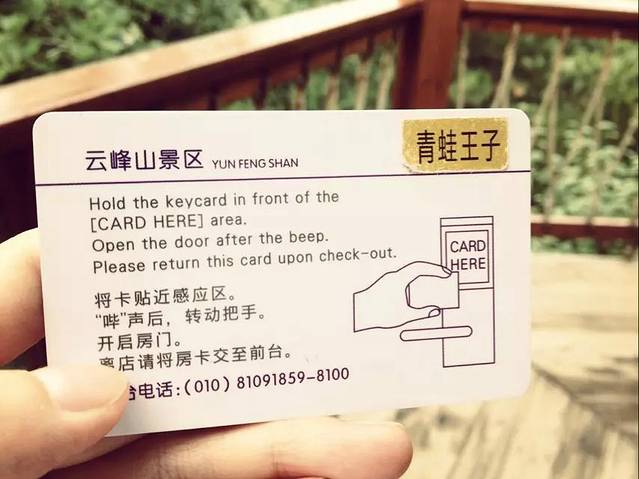 云峰山景区 YUN FENG SHAN
青蛙王子
Hold the keycard in front of the
[CARD HERE] area.
Open the door after the beep.
Please return this card upon check-out.
CARD
HERE
将卡贴近感应区。
“哔”声后，转动把手。
开启房门。
离店请将房卡交至前台。
台电话:(010) 81091859-8100